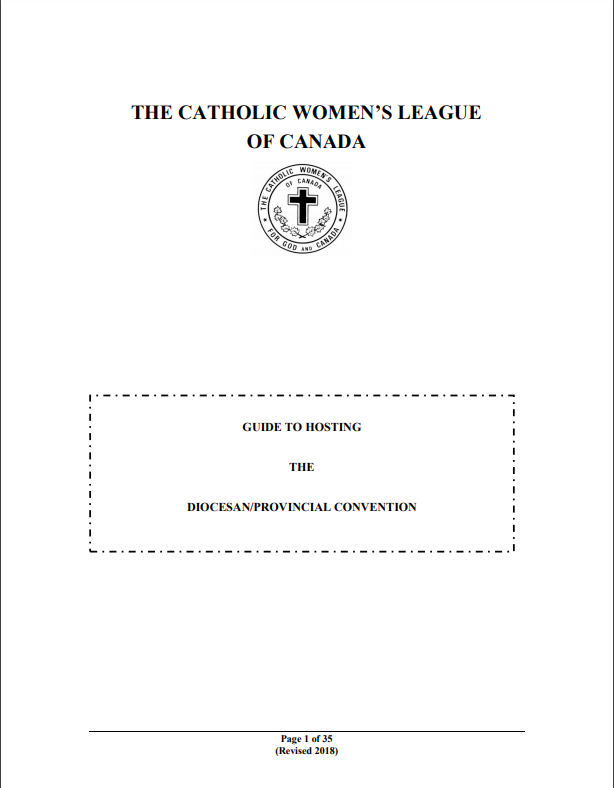 THE CATHOLIC WOMEN’S LEAGUE
OF CANADA
THE CATHOLIC WOMEN'S LEAGUE
OF CANADA
FOR GOD AND CANADA
GUIDE TO HOSTING
THE
DIOCESAN/PROVINCIAL CONVENTION
Page 1 of 35
(Revised 2018)